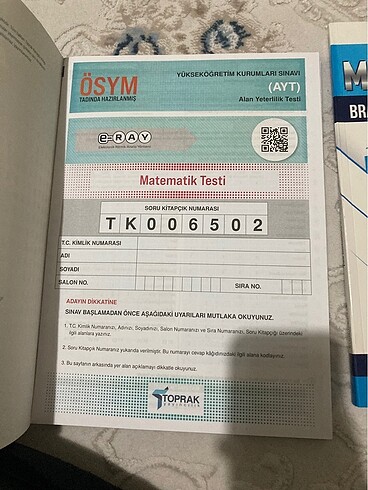 ÖSYM
TADINDA HAZIRLANMIŞ
YÜKSEKÖĞRETİM KURUMLARI SINAVI
(AYT)
Alan Yeterlilik Testi
e-RAY
Matematik Testi
SORU KİTAPÇIK NUMARASI
TK006502
T.C. KİMLİK NUMARASI
ADI
SOYADI
SALON NO.
SIRA NO.
ADAYIN DİKKATİNE
SINAV BAŞLAMADAN ÖNCE AŞAĞIDAKİ UYARILARI MUTLAKA OKUYUNUZ.
1. T.C. Kimlik Numaranızı, Adınızı, Soyadınızı, Salon Numaranızı ve Sıra Numaranızı, Soru Kitapçığı üzerindeki
ilgili alanlara yazınız.
2. Soru Kitapçık Numaranız yukarıda verilmiştir. Bu numarayı cevap kâğıdınızdaki ilgili alana kodlayınız.
3. Bu sayfanın arkasında yer alan açıklamayı dikkatle okuyunuz.
TOPRAK
M
BRA